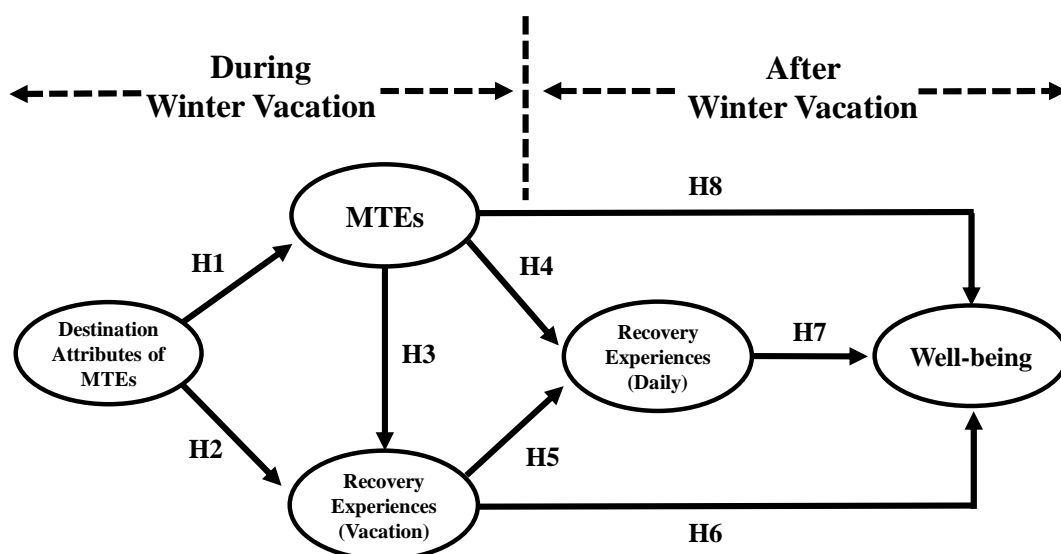 During
Winter Vacation
After
Winter Vacation
MTEs
H8
H1
H4
Destination
Attributes of
MTEs
H3
Recovery
Experiences
(Daily)
H7
Well-being
H2
H5
Recovery
Experiences
(Vacation)
H6